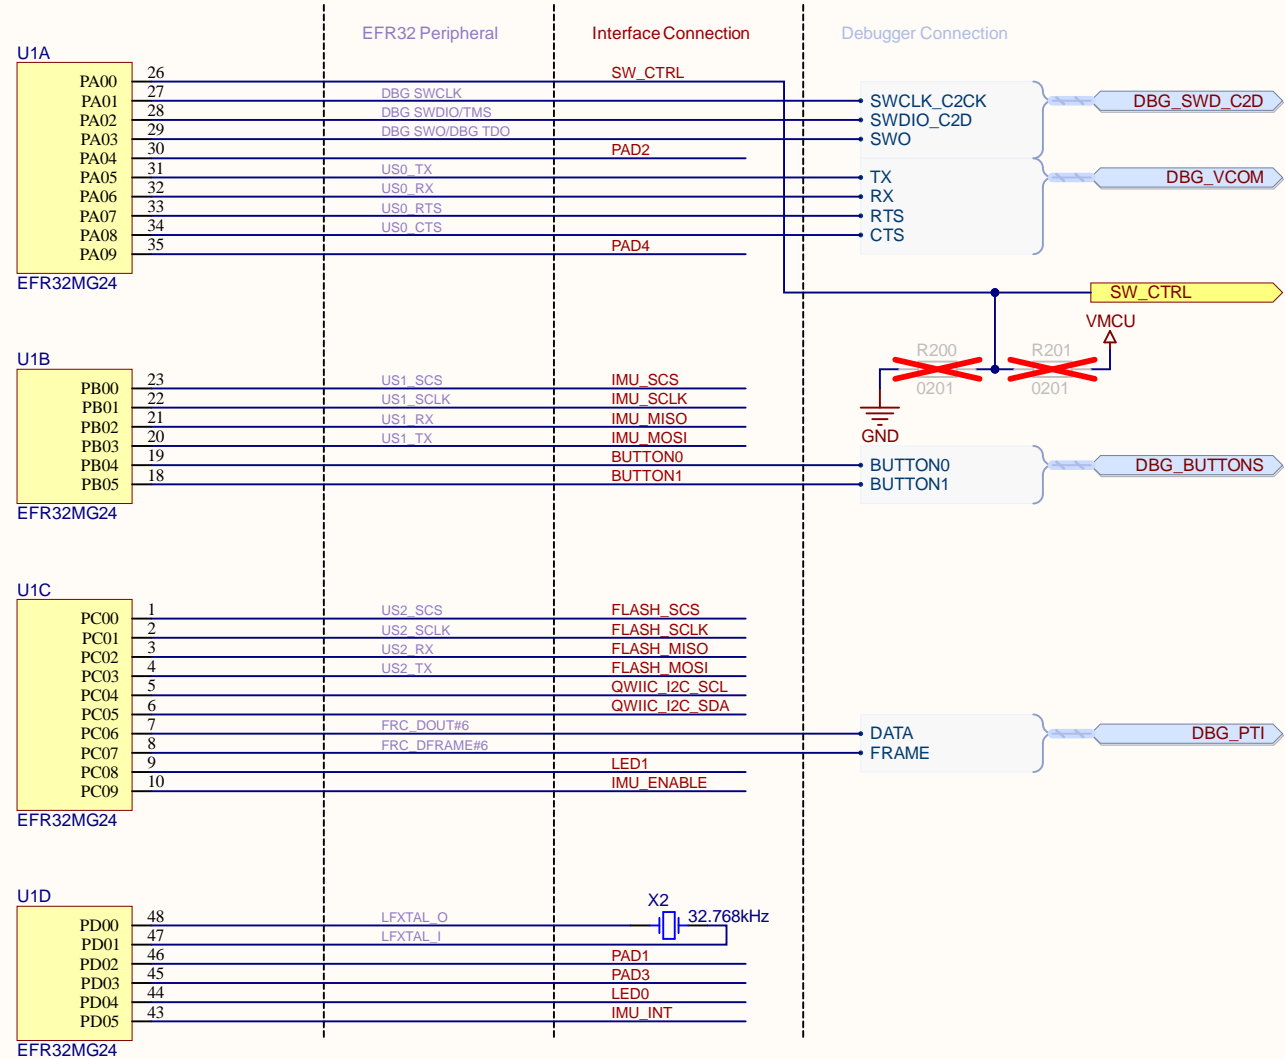 EFR32 Peripheral Interface Connection Debugger Connection
U1A
PA00 26 SW_CTRL
PA01 27 DBG SWCLK SWCLK_C2CK DBG_SWD_C2D
PA02 28 DBG SWDIO/TMS SWDIO_C2D
PA03 29 DBG SWO/DBG TDO SWO
PA04 30 PAD2
PA05 31 US0_TX TX DBG_VCOM
PA06 32 US0_RX RX
PA07 33 US0_RTS RTS
PA08 34 US0_CTS CTS
PA09 35 PAD4
EFR32MG24
SW_CTRL
VMCU
R200 R201
0201 0201
GND
U1B
PB00 23 US1_SCS IMU_SCS
PB01 22 US1_SCLK IMU_SCLK
PB02 21 US1_RX IMU_MISO
PB03 20 US1_TX IMU_MOSI
PB04 19 BUTTON0 BUTTON0 DBG_BUTTONS
PB05 18 BUTTON1 BUTTON1
EFR32MG24
U1C
PC00 1 US2_SCS FLASH_SCS
PC01 2 US2_SCLK FLASH_SCLK
PC02 3 US2_RX FLASH_MISO
PC03 4 US2_TX FLASH_MOSI
PC04 5 QWIIC_I2C_SCL
PC05 6 QWIIC_I2C_SDA
PC06 7 FRC_DOUT#6 DATA DBG_PTI
PC07 8 FRC_DFRAME#6 FRAME
PC08 9 LED1
PC09 10 IMU_ENABLE
EFR32MG24
U1D
X2
PD00 48 LFXTAL_O 32.768kHz
PD01 47 LFXTAL_I
PD02 46 PAD1
PD03 45 PAD3
PD04 44 LED0
PD05 43 IMU_INT
EFR32MG24